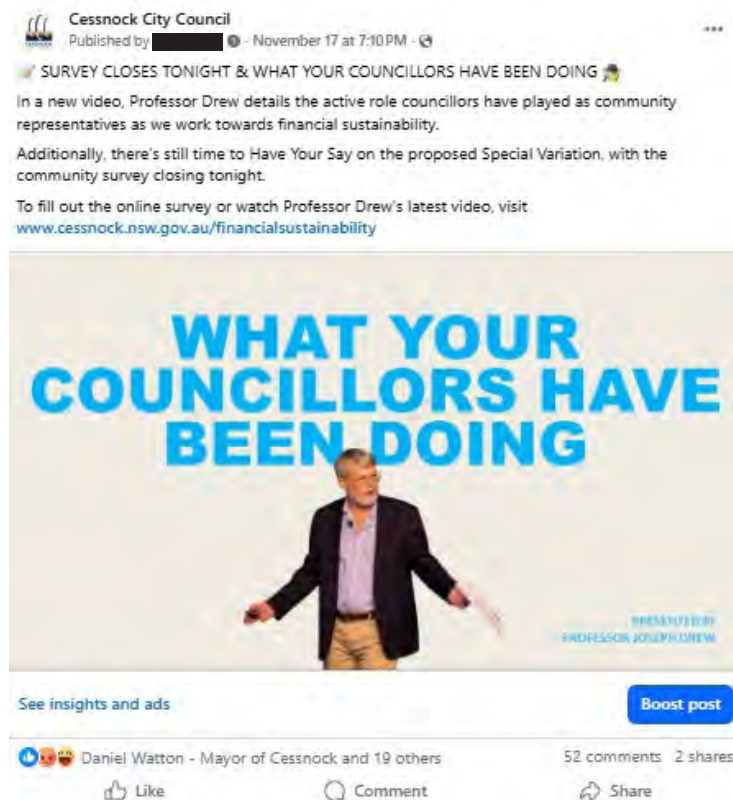 Cessnock City Council
Published by
November 17 at 7:10 PM
SURVEY CLOSES TONIGHT & WHAT YOUR COUNCILLORS HAVE BEEN DOING
In a new video, Professor Drew details the active role councillors have played as community
representatives as we work towards financial sustainability.
Additionally, there's still time to Have Your Say on the proposed Special Variation, with the
community survey closing tonight.
To fill out the online survey or watch Professor Drew's latest video, visit
www.cessnock.nsw.gov.au/financialsustainability
WHAT YOUR
COUNCILLORS HAVE
BEEN DOING
PRESENTED BY
PROFESSOR JOSEPH DREW
See insights and ads
Boost post
Daniel Watton - Mayor of Cessnock and 19 others
52 comments 2 shares
Like
Comment
Share